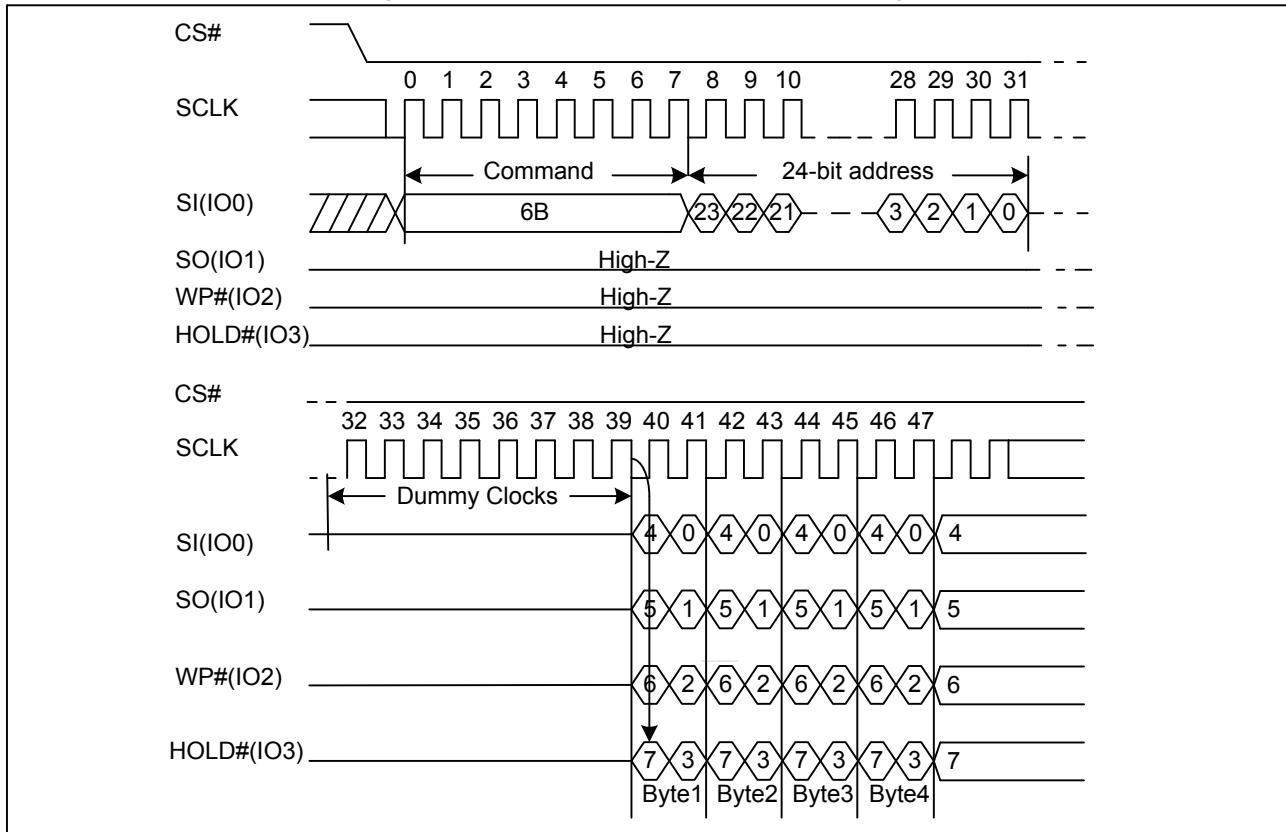 CS#
0 1 2 3 4 5 6 7 8 9 10 28 29 30 31
SCLK
Command 24-bit address
SI(IO0) 6B 23 22 21 3 2 1 0
SO(IO1) High-Z
WP#(IO2) High-Z
HOLD#(IO3) High-Z
CS#
32 33 34 35 36 37 38 39 40 41 42 43 44 45 46 47
SCLK
Dummy Clocks
SI(IO0) 4 0 4 0 4 0 4 0 4
SO(IO1) 5 1 5 1 5 1 5 1 5
WP#(IO2) 6 2 6 2 6 2 6 2 6
HOLD#(IO3) 7 3 7 3 7 3 7 3 7
Byte1 Byte2 Byte3 Byte4